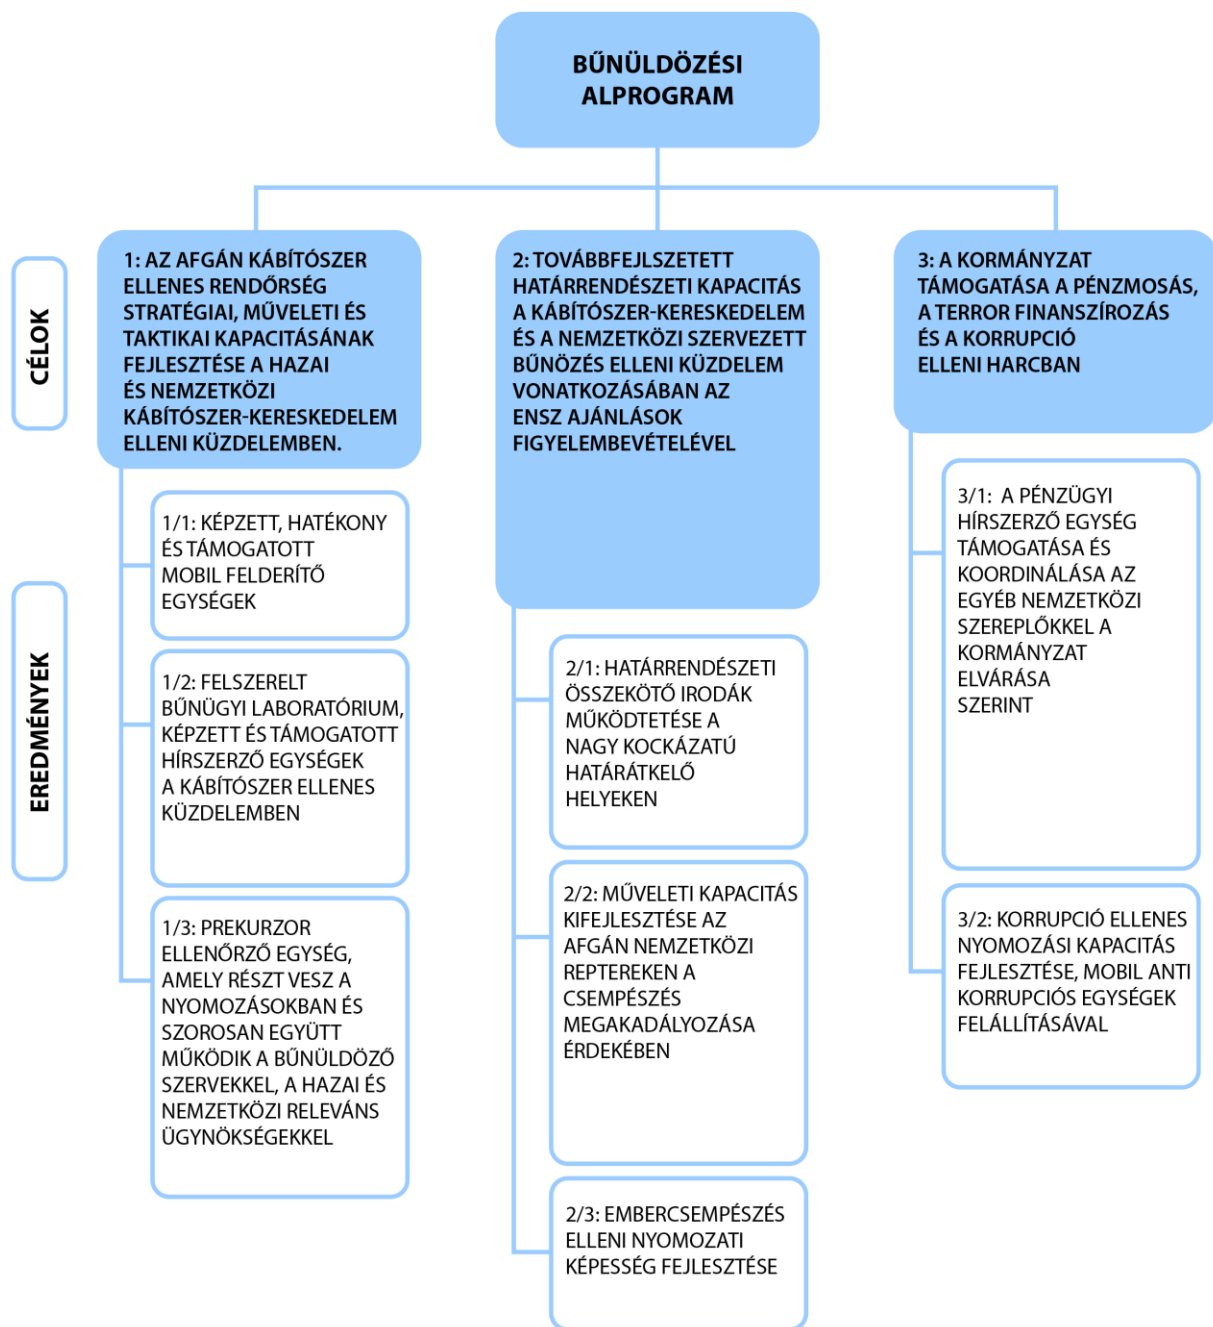 BŰNÜLDÖZÉSI
ALPROGRAM
CÉLOK
1: AZ AFGÁN KÁBÍTÓSZER
ELLENES RENDŐRSÉG
STRATÉGIAI, MŰVELETI ÉS
TAKTIKAI KAPACITÁSÁNAK
FEJLESZTÉSE A HAZAI
ÉS NEMZETKÖZI
KÁBÍTÓSZER-KERESKEDELEM
ELLENI KÜZDELEMBEN.
2: TOVÁBBFEJLSZETETT
HATÁRRENDÉSZETI KAPACITÁS
A KÁBÍTÓSZER-KERESKEDELEM
ÉS A NEMZETKÖZI SZERVEZETT
BŰNÖZÉS ELLENI KÜZDELEM
VONATKOZÁSÁBAN AZ
ENSZ AJÁNLÁSOK
FIGYELEMBEVÉTELÉVEL
3: A KORMÁNYZAT
TÁMOGATÁSA A PÉNZMOSÁS,
A TERROR FINANSZÍROZÁS
ÉS A KORRUPCIÓ
ELLENI HARCBAN
EREDMÉNYEK
1/1: KÉPZETT, HATÉKONY
ÉS TÁMOGATOTT
MOBIL FELDERÍTŐ
EGYSÉGEK
1/2: FELSZERELT
BŰNÜGYI LABORATÓRIUM,
KÉPZETT ÉS TÁMOGATOTT
HÍRSZERZŐ EGYSÉGEK
A KÁBÍTÓSZER ELLENES
KÜZDELEMBEN
1/3: PREKURZOR
ELLENŐRZŐ EGYSÉG,
AMELY RÉSZT VESZ A
NYOMOZÁSOKBAN ÉS
SZOROSAN EGYÜTT
MŰKÖDIK A BŰNÜLDÖZŐ
SZERVEKKEL, A HAZAI ÉS
NEMZETKÖZI RELEVÁNS
ÜGYNÖKSÉGEKKEL
2/1: HATÁRRENDÉSZETI
ÖSSZEKÖTŐ IRODÁK
MŰKÖDTETÉSE A
NAGY KOCKÁZATÚ
HATÁRÁTKELŐ
HELYEKEN
2/2: MŰVELETI KAPACITÁS
KIFEJLESZTÉSE AZ
AFGÁN NEMZETKÖZI
REPTEREKEN A
CSEMPÉSZÉS
MEGAKADÁLYOZÁSA
ÉRDEKÉBEN
2/3: EMBERCSEMPÉSZÉS
ELLENI NYOMOZATI
KÉPESSÉG FEJLESZTÉSE
3/1: A PÉNZÜGYI
HÍRSZERZŐ EGYSÉG
TÁMOGATÁSA ÉS
KOORDINÁLÁSA AZ
EGYÉB NEMZETKÖZI
SZEREPLŐKKEL A
KORMÁNYZAT
ELVÁRÁSA
SZERINT
3/2: KORRUPCIÓ ELLENES
NYOMOZÁSI KAPACITÁS
FEJLESZTÉSE, MOBIL ANTI
KORRUPCIÓS EGYSÉGEK
FELÁLLÍTÁSÁVAL